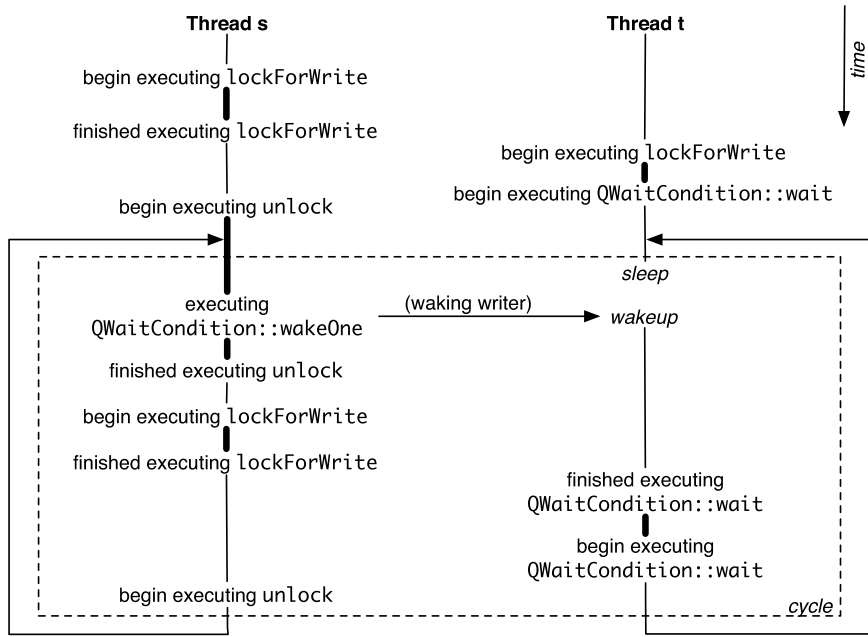 Thread s
Thread t
time
begin executing lockForWrite
finished executing lockForWrite
begin executing lockForWrite
begin executing QWaitCondition::wait
begin executing unlock
sleep
executing
QWaitCondition::wakeOne
(waking writer)
wakeup
finished executing unlock
begin executing lockForWrite
finished executing lockForWrite
finished executing
QWaitCondition::wait
begin executing
QWaitCondition::wait
begin executing unlock
cycle